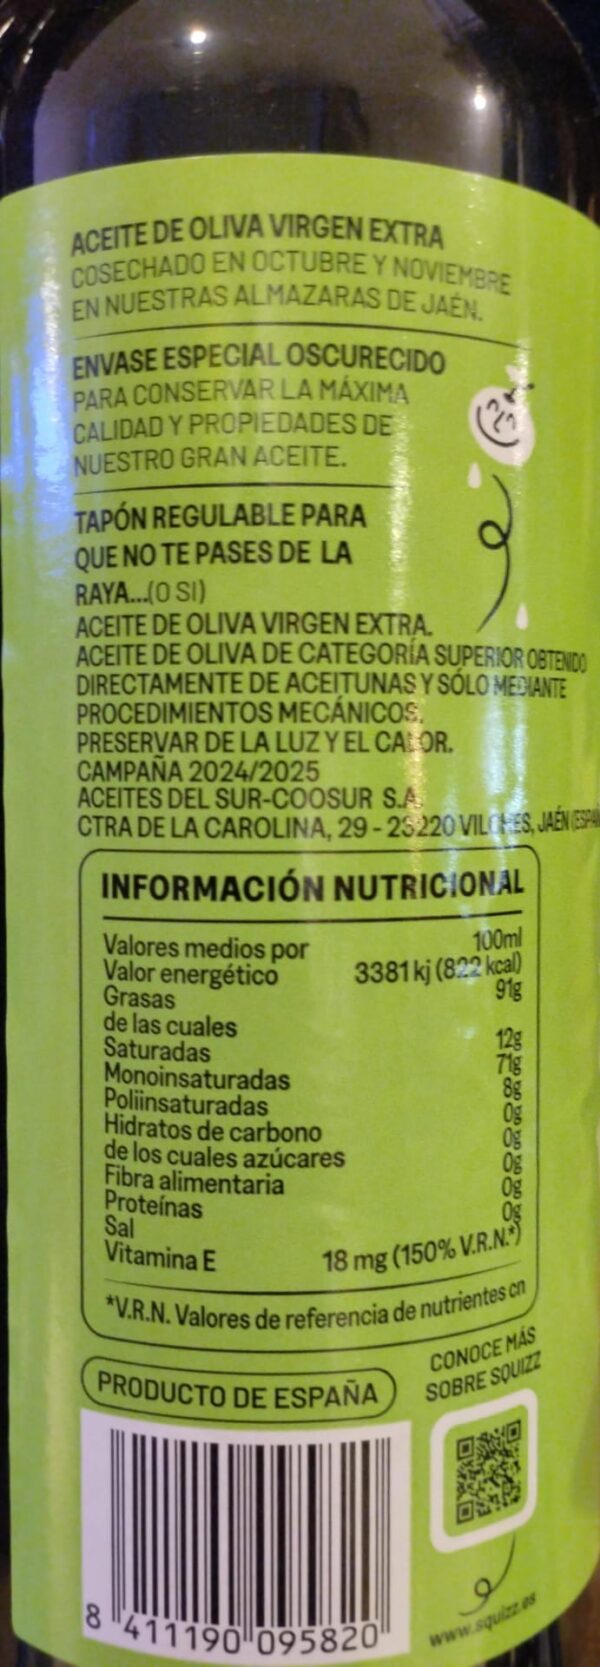 ACEITE DE OLIVA VIRGEN EXTRA
COSECHADO EN OCTUBRE Y NOVIEMBRE
EN NUESTRAS ALMAZARAS DE JAÉN.
ENVASE ESPECIAL OSCURECIDO
PARA CONSERVAR LA MÁXIMA
CALIDAD Y PROPIEDADES DE
NUESTRO GRAN ACEITE.
TAPÓN REGULABLE PARA
QUE NO TE PASES DE LA
RAYA...(O SI)
ACEITE DE OLIVA VIRGEN EXTRA.
ACEITE DE OLIVA DE CATEGORÍA SUPERIOR OBTENIDO
DIRECTAMENTE DE ACEITUNAS Y SÓLO MEDIANTE
PROCEDIMIENTOS MECÁNICOS.
PRESERVAR DE LA LUZ Y EL CALOR.
CAMPAÑA 2024/2025
ACEITES DEL SUR-COOSUR S.A.
CTRA DE LA CAROLINA, 29 - 23220 VILCHES, JAÉN
INFORMACIÓN NUTRICIONAL
Valores medios por 100ml
Valor energético 3381 kj (822 kcal)
Grasas 91g
de las cuales
Saturadas 12g
Monoinsaturadas 71g
Poliinsaturadas 8g
Hidratos de carbono 0g
de los cuales azúcares 0g
Fibra alimentaria 0g
Proteínas 0g
Sal 0g
Vitamina E 18 mg (150% V.R.N.*)
*V.R.N. Valores de referencia de nutrientes en
PRODUCTO DE ESPAÑA
CONOCE MÁS
SOBRE SQUIZZ
8 411190 095820
www.squizz.es